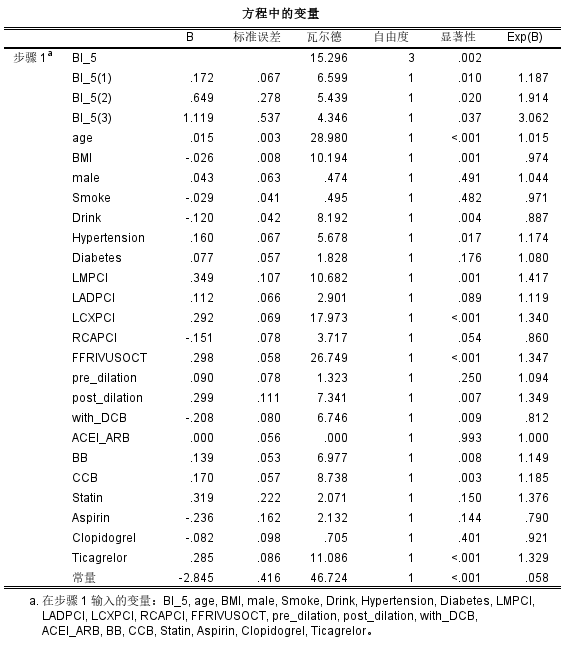 方程中的变量
B 标准误差 瓦尔德 自由度 显著性 Exp(B)
步骤 1a BI_5 15.296 3 .002
BI_5(1) .172 .067 6.599 1 .010 1.187
BI_5(2) .649 .278 5.439 1 .020 1.914
BI_5(3) 1.119 .537 4.346 1 .037 3.062
age .015 .003 28.980 1 <.001 1.015
BMI -.026 .008 10.194 1 .001 .974
male .043 .063 .474 1 .491 1.044
Smoke -.029 .041 .495 1 .482 .971
Drink -.120 .042 8.192 1 .004 .887
Hypertension .160 .067 5.678 1 .017 1.174
Diabetes .077 .057 1.828 1 .176 1.080
LMPCI .349 .107 10.682 1 .001 1.417
LADPCI .112 .066 2.901 1 .089 1.119
LCXPCI .292 .069 17.973 1 <.001 1.340
RCAPCI -.151 .078 3.717 1 .054 .860
FFRIVUSOCT .298 .058 26.749 1 <.001 1.347
pre_dilation .090 .078 1.323 1 .250 1.094
post_dilation .299 .111 7.341 1 .007 1.349
with_DCB -.208 .080 6.746 1 .009 .812
ACEI_ARB .000 .056 .000 1 .993 1.000
BB .139 .053 6.977 1 .008 1.149
CCB .170 .057 8.738 1 .003 1.185
Statin .319 .222 2.071 1 .150 1.376
Aspirin -.236 .162 2.132 1 .144 .790
Clopidogrel -.082 .098 .705 1 .401 .921
Ticagrelor .285 .086 11.086 1 <.001 1.329
常量 -2.845 .416 46.724 1 <.001 .058
a. 在步骤 1 输入的变量：BI_5, age, BMI, male, Smoke, Drink, Hypertension, Diabetes, LMPCI,
LADPCI, LCXPCI, RCAPCI, FFRIVUSOCT, pre_dilation, post_dilation, with_DCB,
ACEI_ARB, BB, CCB, Statin, Aspirin, Clopidogrel, Ticagrelor。